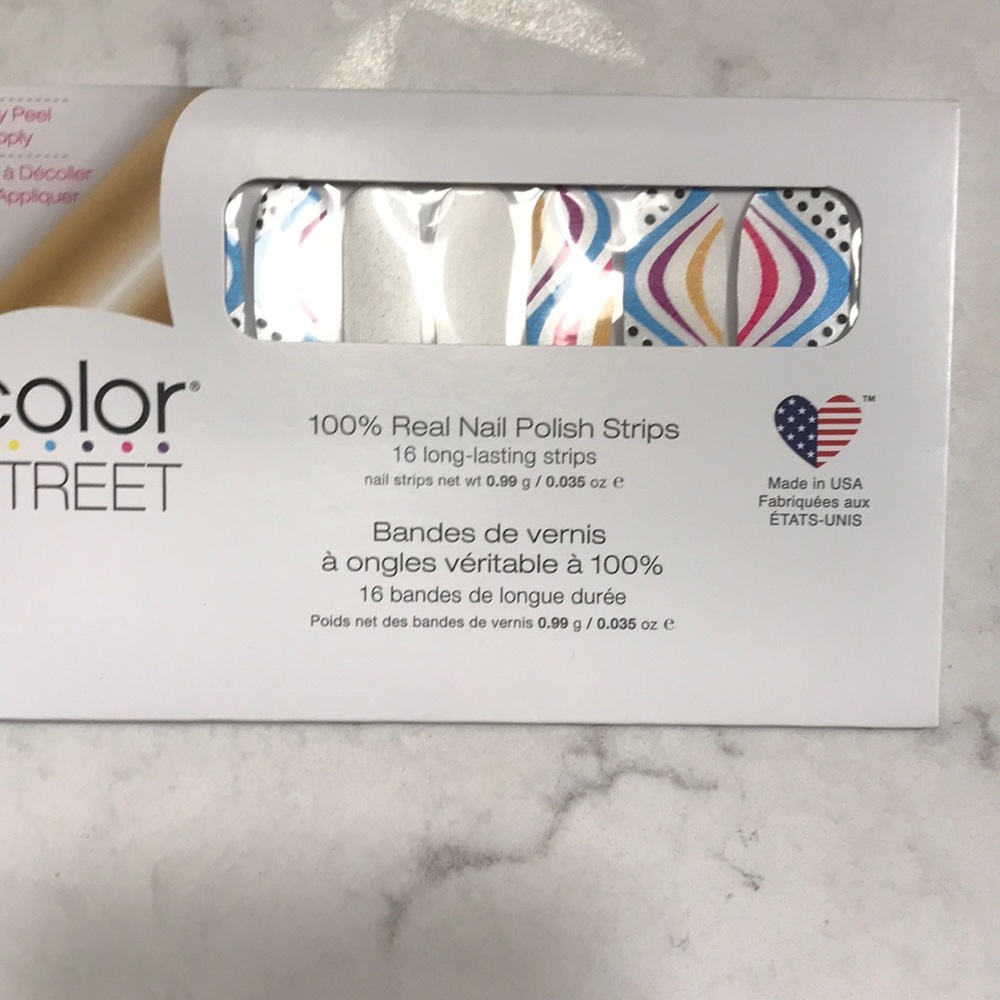 Peel
à Décoller
Appliquer
color®
TREET
100% Real Nail Polish Strips
16 long-lasting strips
nail strips net wt 0.99 g / 0.035 oz ℮
Bandes de vernis
à ongles véritable à 100%
16 bandes de longue durée
Poids net des bandes de vernis 0.99 g / 0.035 oz ℮
TM
Made in USA
Fabriquées aux
ÉTATS-UNIS